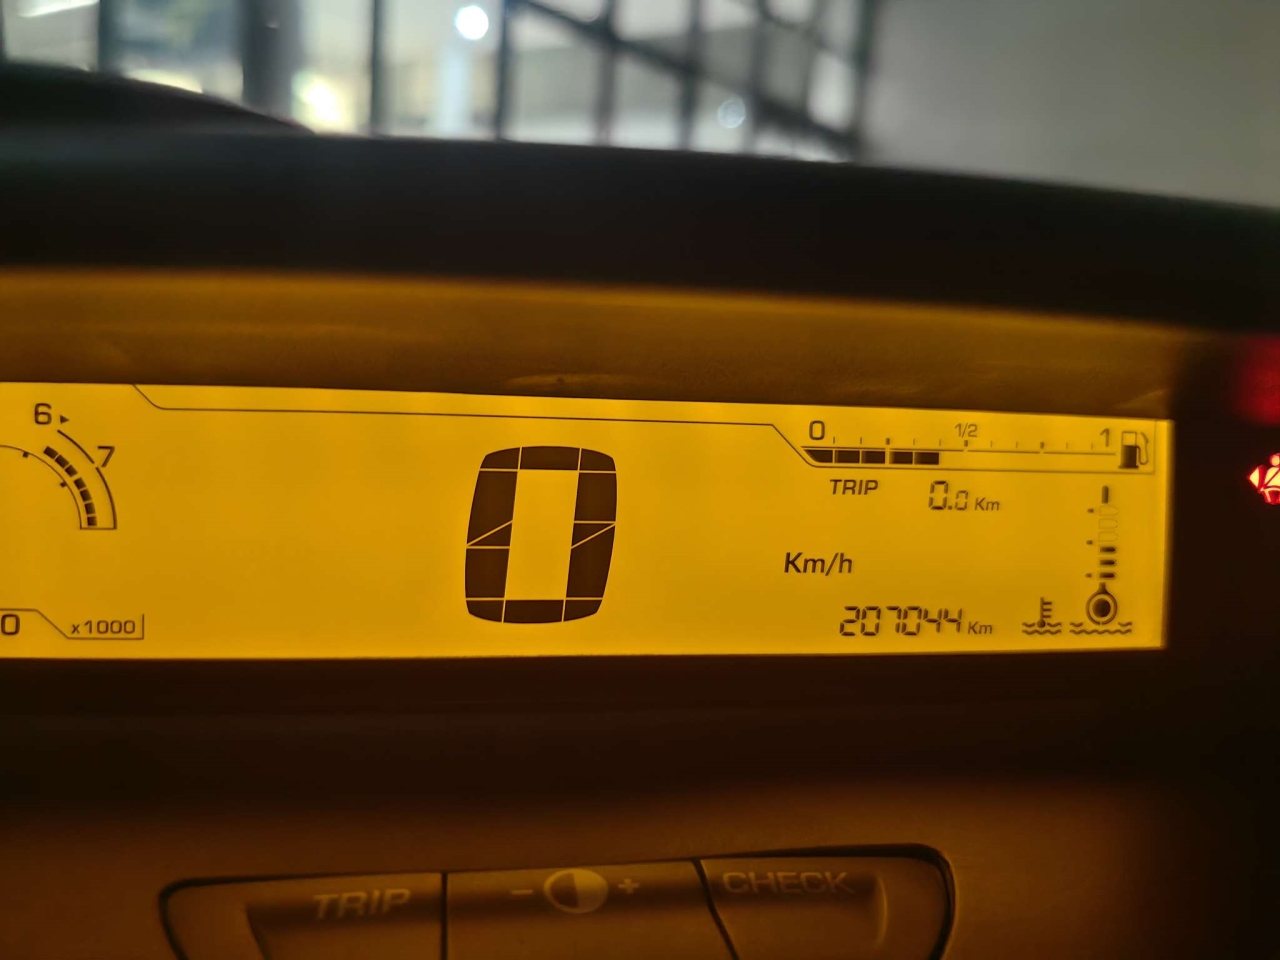 6 7
0 x1000
0
0 1/2 1
TRIP 0.0 Km
Km/h
207044 Km
TRIP - + CHECK